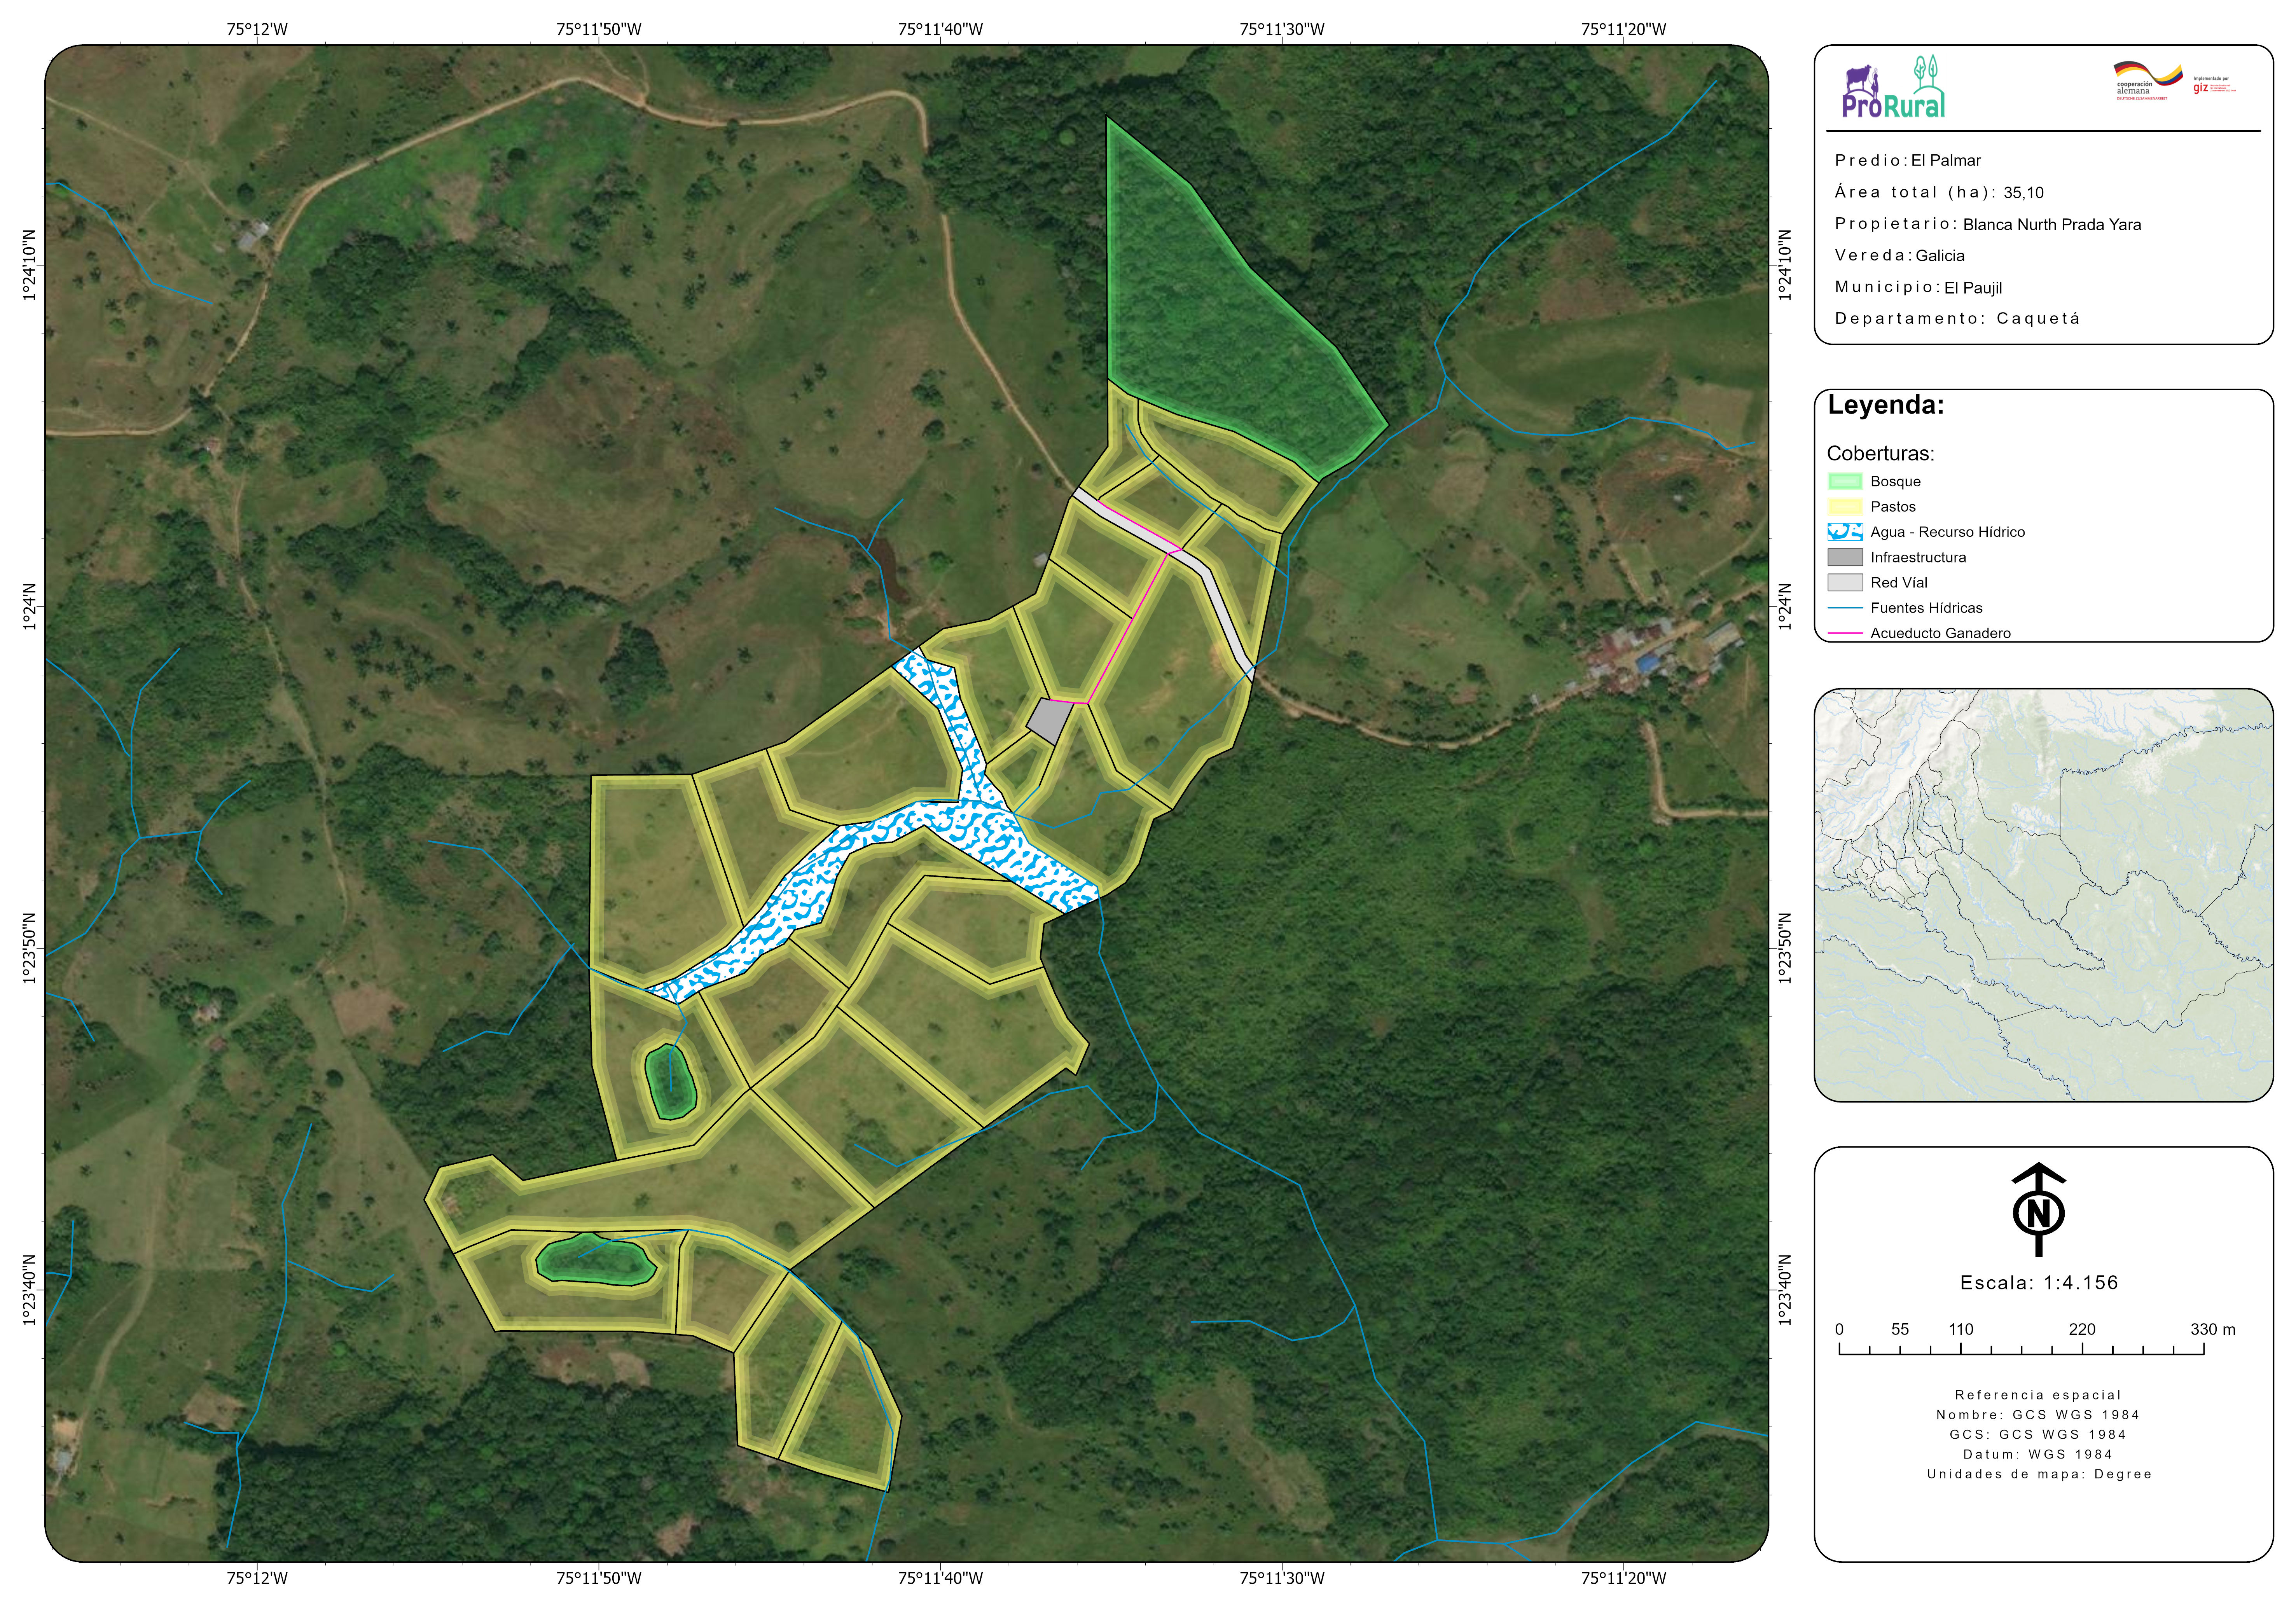 75°12'W
75°11'50"W
75°11'40"W
75°11'30"W
75°11'20"W
1°24'10"N
1°24'N
1°23'50"N
1°23'40"N
1°24'10"N
1°24'N
1°23'50"N
1°23'40"N
75°12'W
75°11'50"W
75°11'40"W
75°11'30"W
75°11'20"W
ProRural
cooperación
alemana
DEUTSCHE ZUSAMMENARBEIT
Implementado por
giz
Predio: El Palmar
Área total (ha): 35,10
Propietario: Blanca Nurth Prada Yara
Vereda: Galicia
Municipio: El Paujil
Departamento: Caquetá
Leyenda:
Coberturas:
Bosque
Pastos
Agua - Recurso Hídrico
Infraestructura
Red Víal
Fuentes Hídricas
Acueducto Ganadero
N
Escala: 1:4.156
0 55 110 220 330 m
Referencia espacial
Nombre: GCS WGS 1984
GCS: GCS WGS 1984
Datum: WGS 1984
Unidades de mapa: Degree